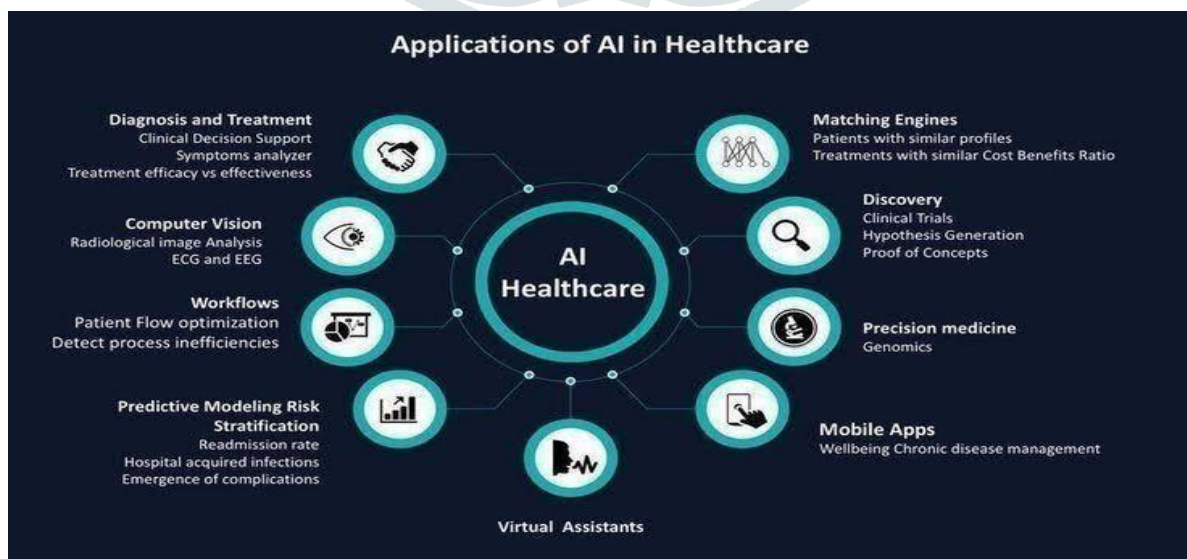 Applications of AI in Healthcare
Diagnosis and Treatment
Clinical Decision Support
Symptoms analyzer
Treatment efficacy vs effectiveness
Computer Vision
Radiological image Analysis
ECG and EEG
Workflows
Patient Flow optimization
Detect process inefficiencies
Predictive Modeling Risk
Stratification
Readmission rate
Hospital acquired infections
Emergence of complications
AI
Healthcare
Virtual Assistants
Matching Engines
Patients with similar profiles
Treatments with similar Cost Benefits Ratio
Discovery
Clinical Trials
Hypothesis Generation
Proof of Concepts
Precision medicine
Genomics
Mobile Apps
Wellbeing Chronic disease management